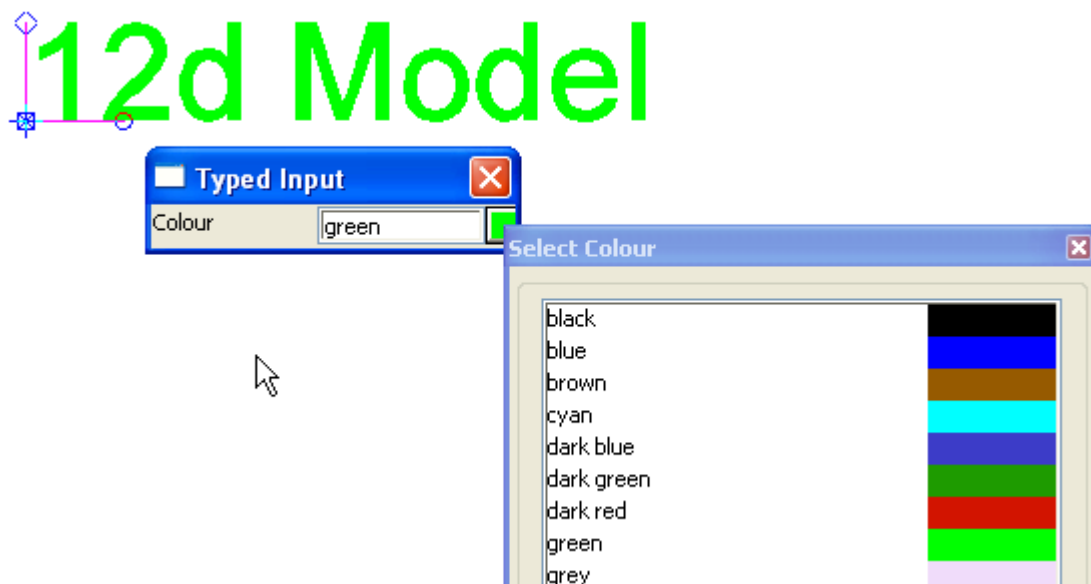 12d Model
Typed Input
Colour green
Select Colour
black
blue
brown
cyan
dark blue
dark green
dark red
green
grey